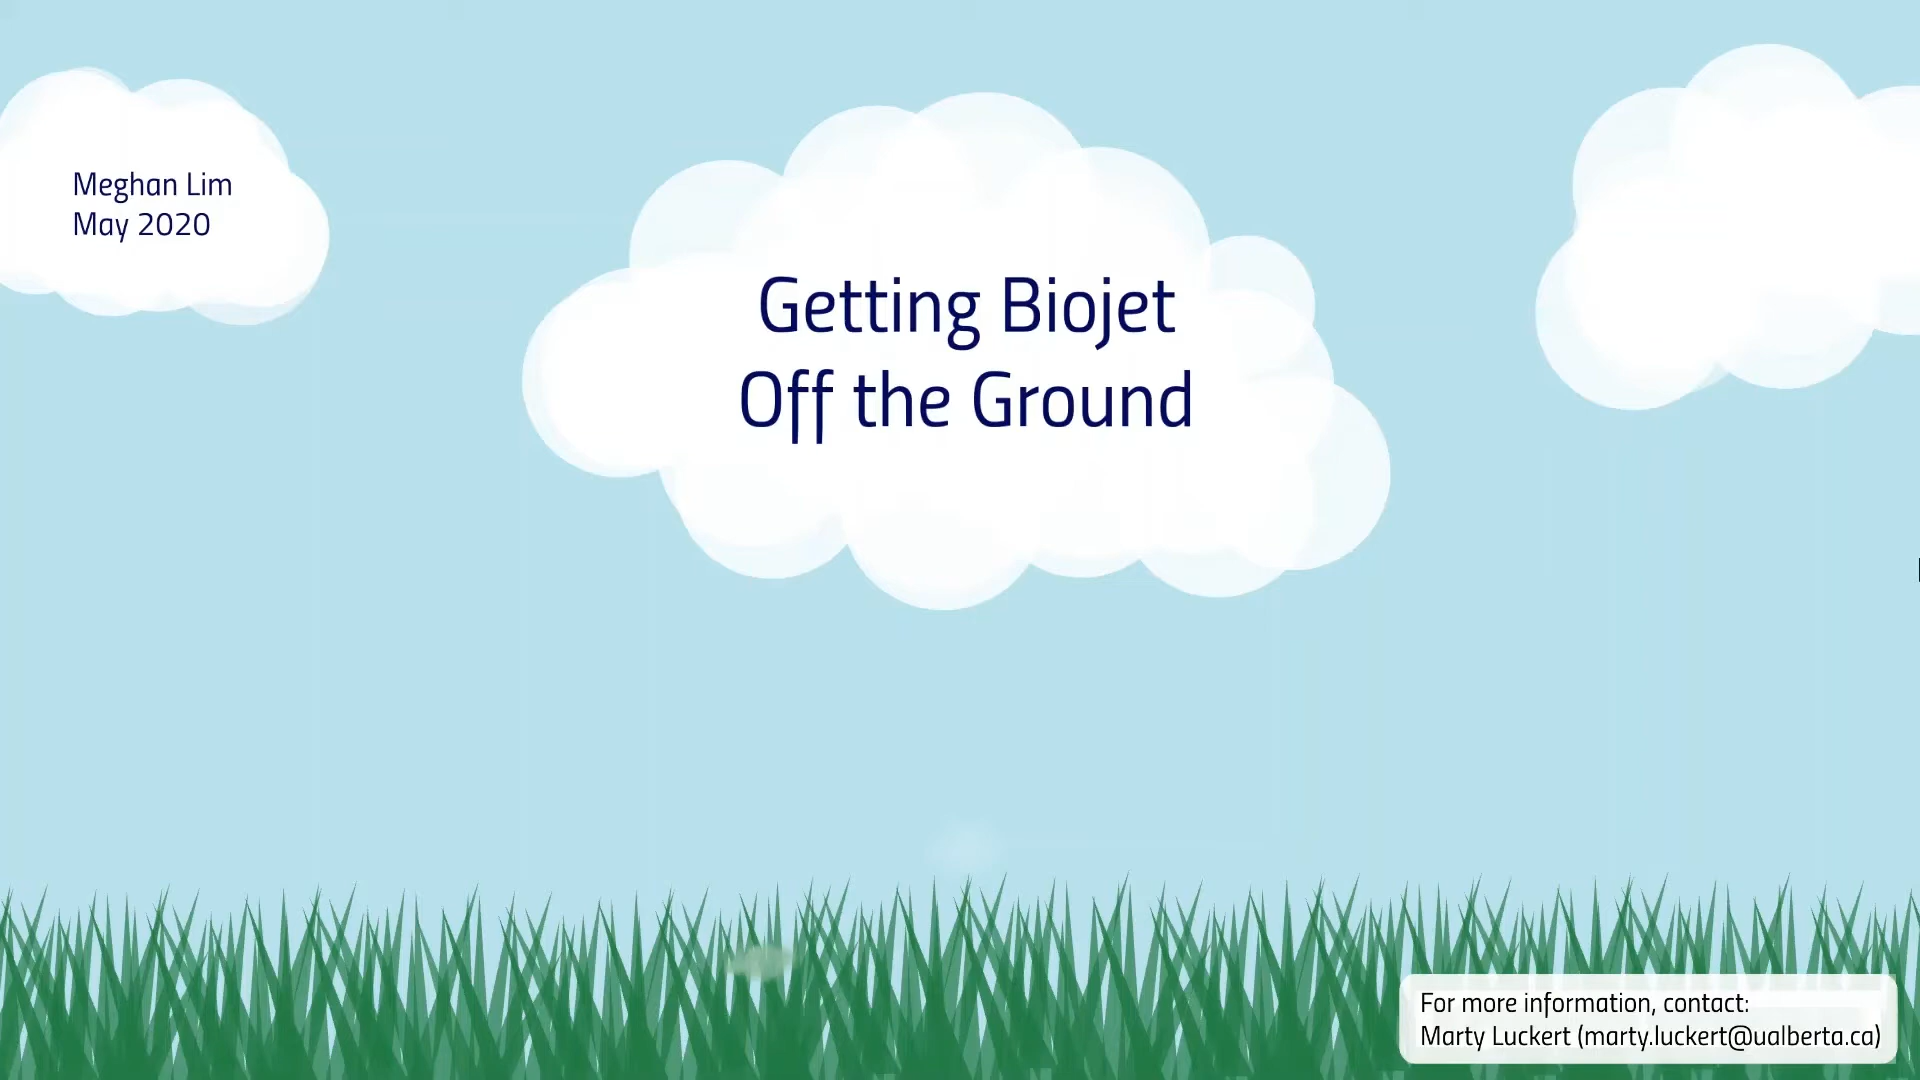 Meghan Lim
May 2020
Getting Biojet
Off the Ground
For more information, contact:
Marty Luckert (marty.luckert@ualberta.ca)